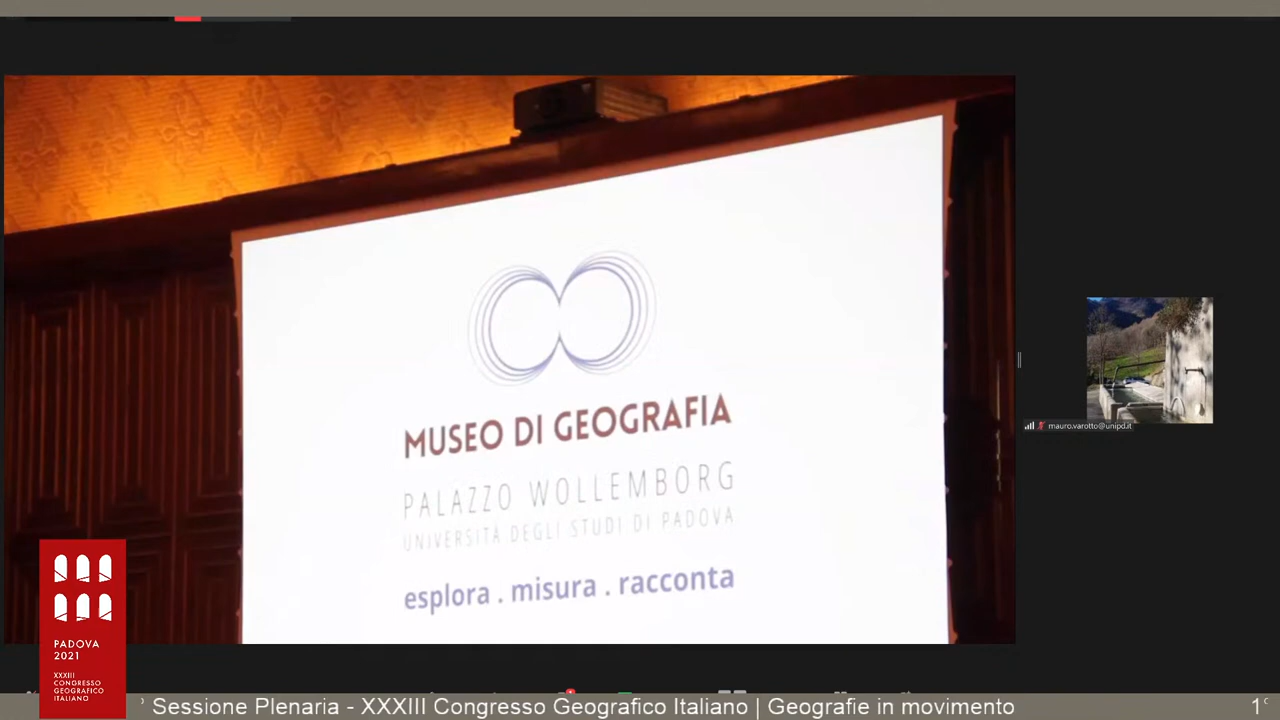 MUSEO DI GEOGRAFIA
PALAZZO WOLLEMBORG
UNIVERSITÀ DEGLI STUDI DI PADOVA
esplora . misura . racconta
mauro.varotto@unipd.it
PADOVA
2021
XXXIII
CONGRESSO
GEOGRAFICO
ITALIANO
° Sessione Plenaria - XXXIII Congresso Geografico Italiano | Geografie in movimento
1°